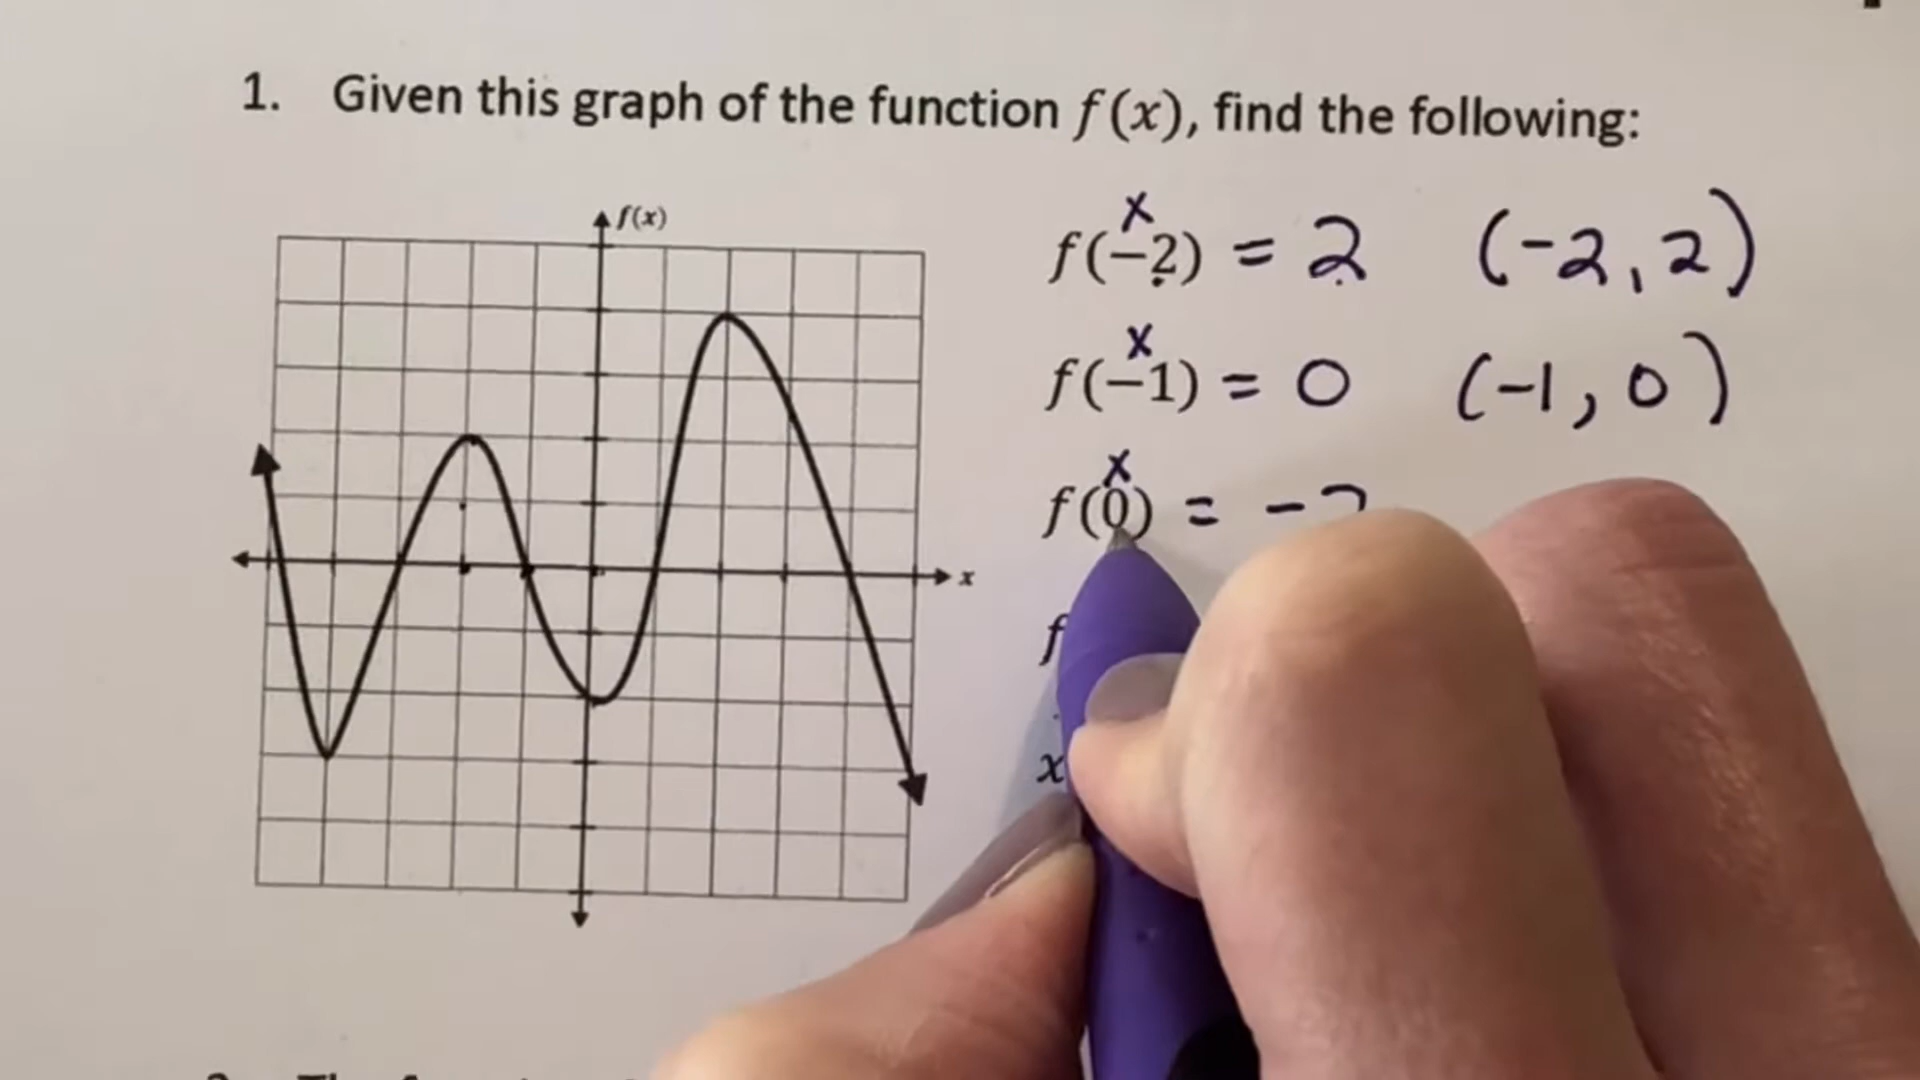 1. Given this graph of the function f(x), find the following:
f(x)
x
x
f(−2) = 2 (-2, 2)
x
f(−1) = 0 (-1, 0)
x
f(0) = -
f
x